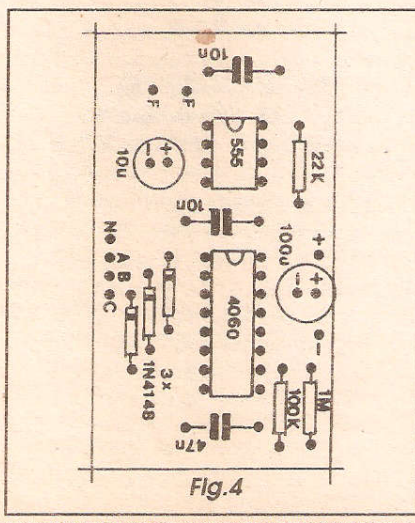 10n
F F
555
22K
+ -
10u
10n
100u
+
+ -
N
A B
C
4060
-
3x
1N4148
100K
1M
47n
Fig.4